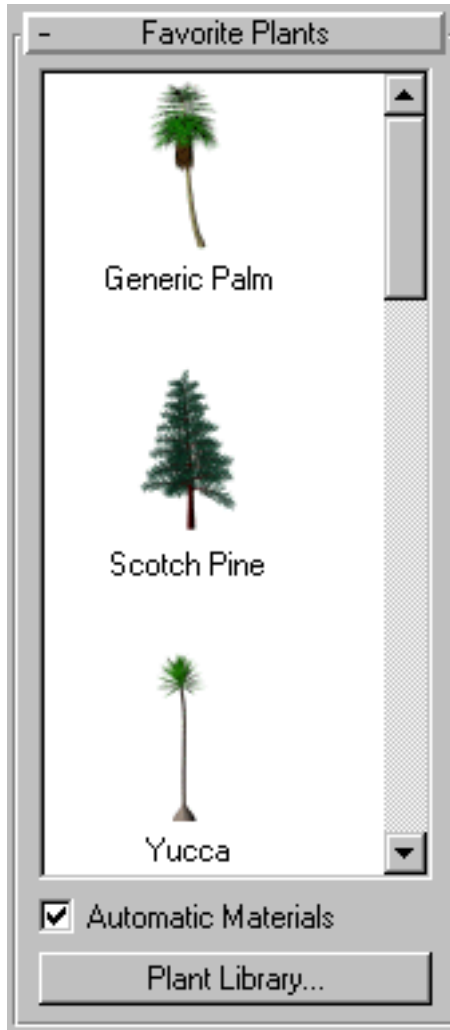 - Favorite Plants
Generic Palm
Scotch Pine
Yucca
Automatic Materials
Plant Library...